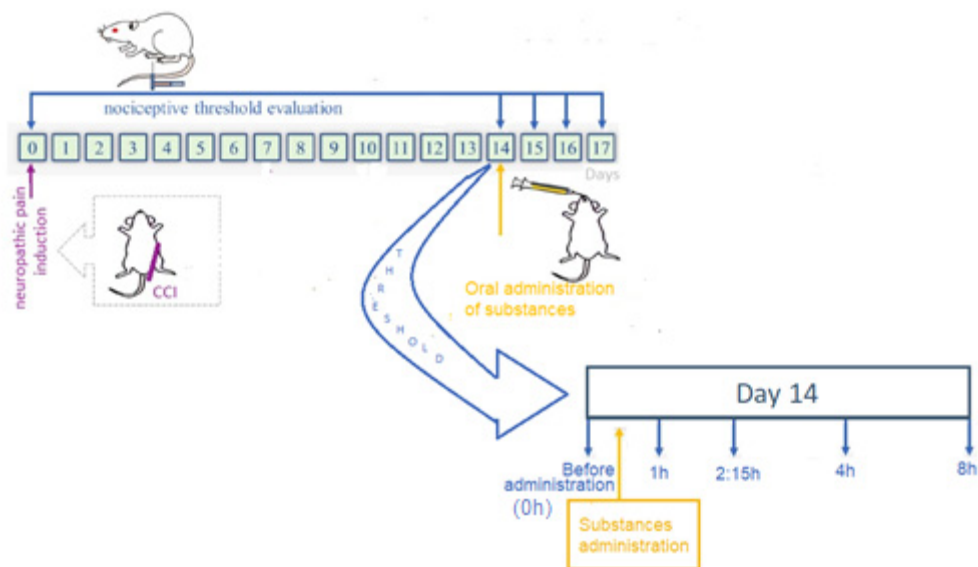 nociceptive threshold evaluation
0 1 2 3 4 5 6 7 8 9 10 11 12 13 14 15 16 17
Days
neuropathic pain
induction
CCI
THRESHOLD
Oral administration
of substances
Day 14
Before
administration
(0h)
1h
2:15h
4h
8h
Substances
administration